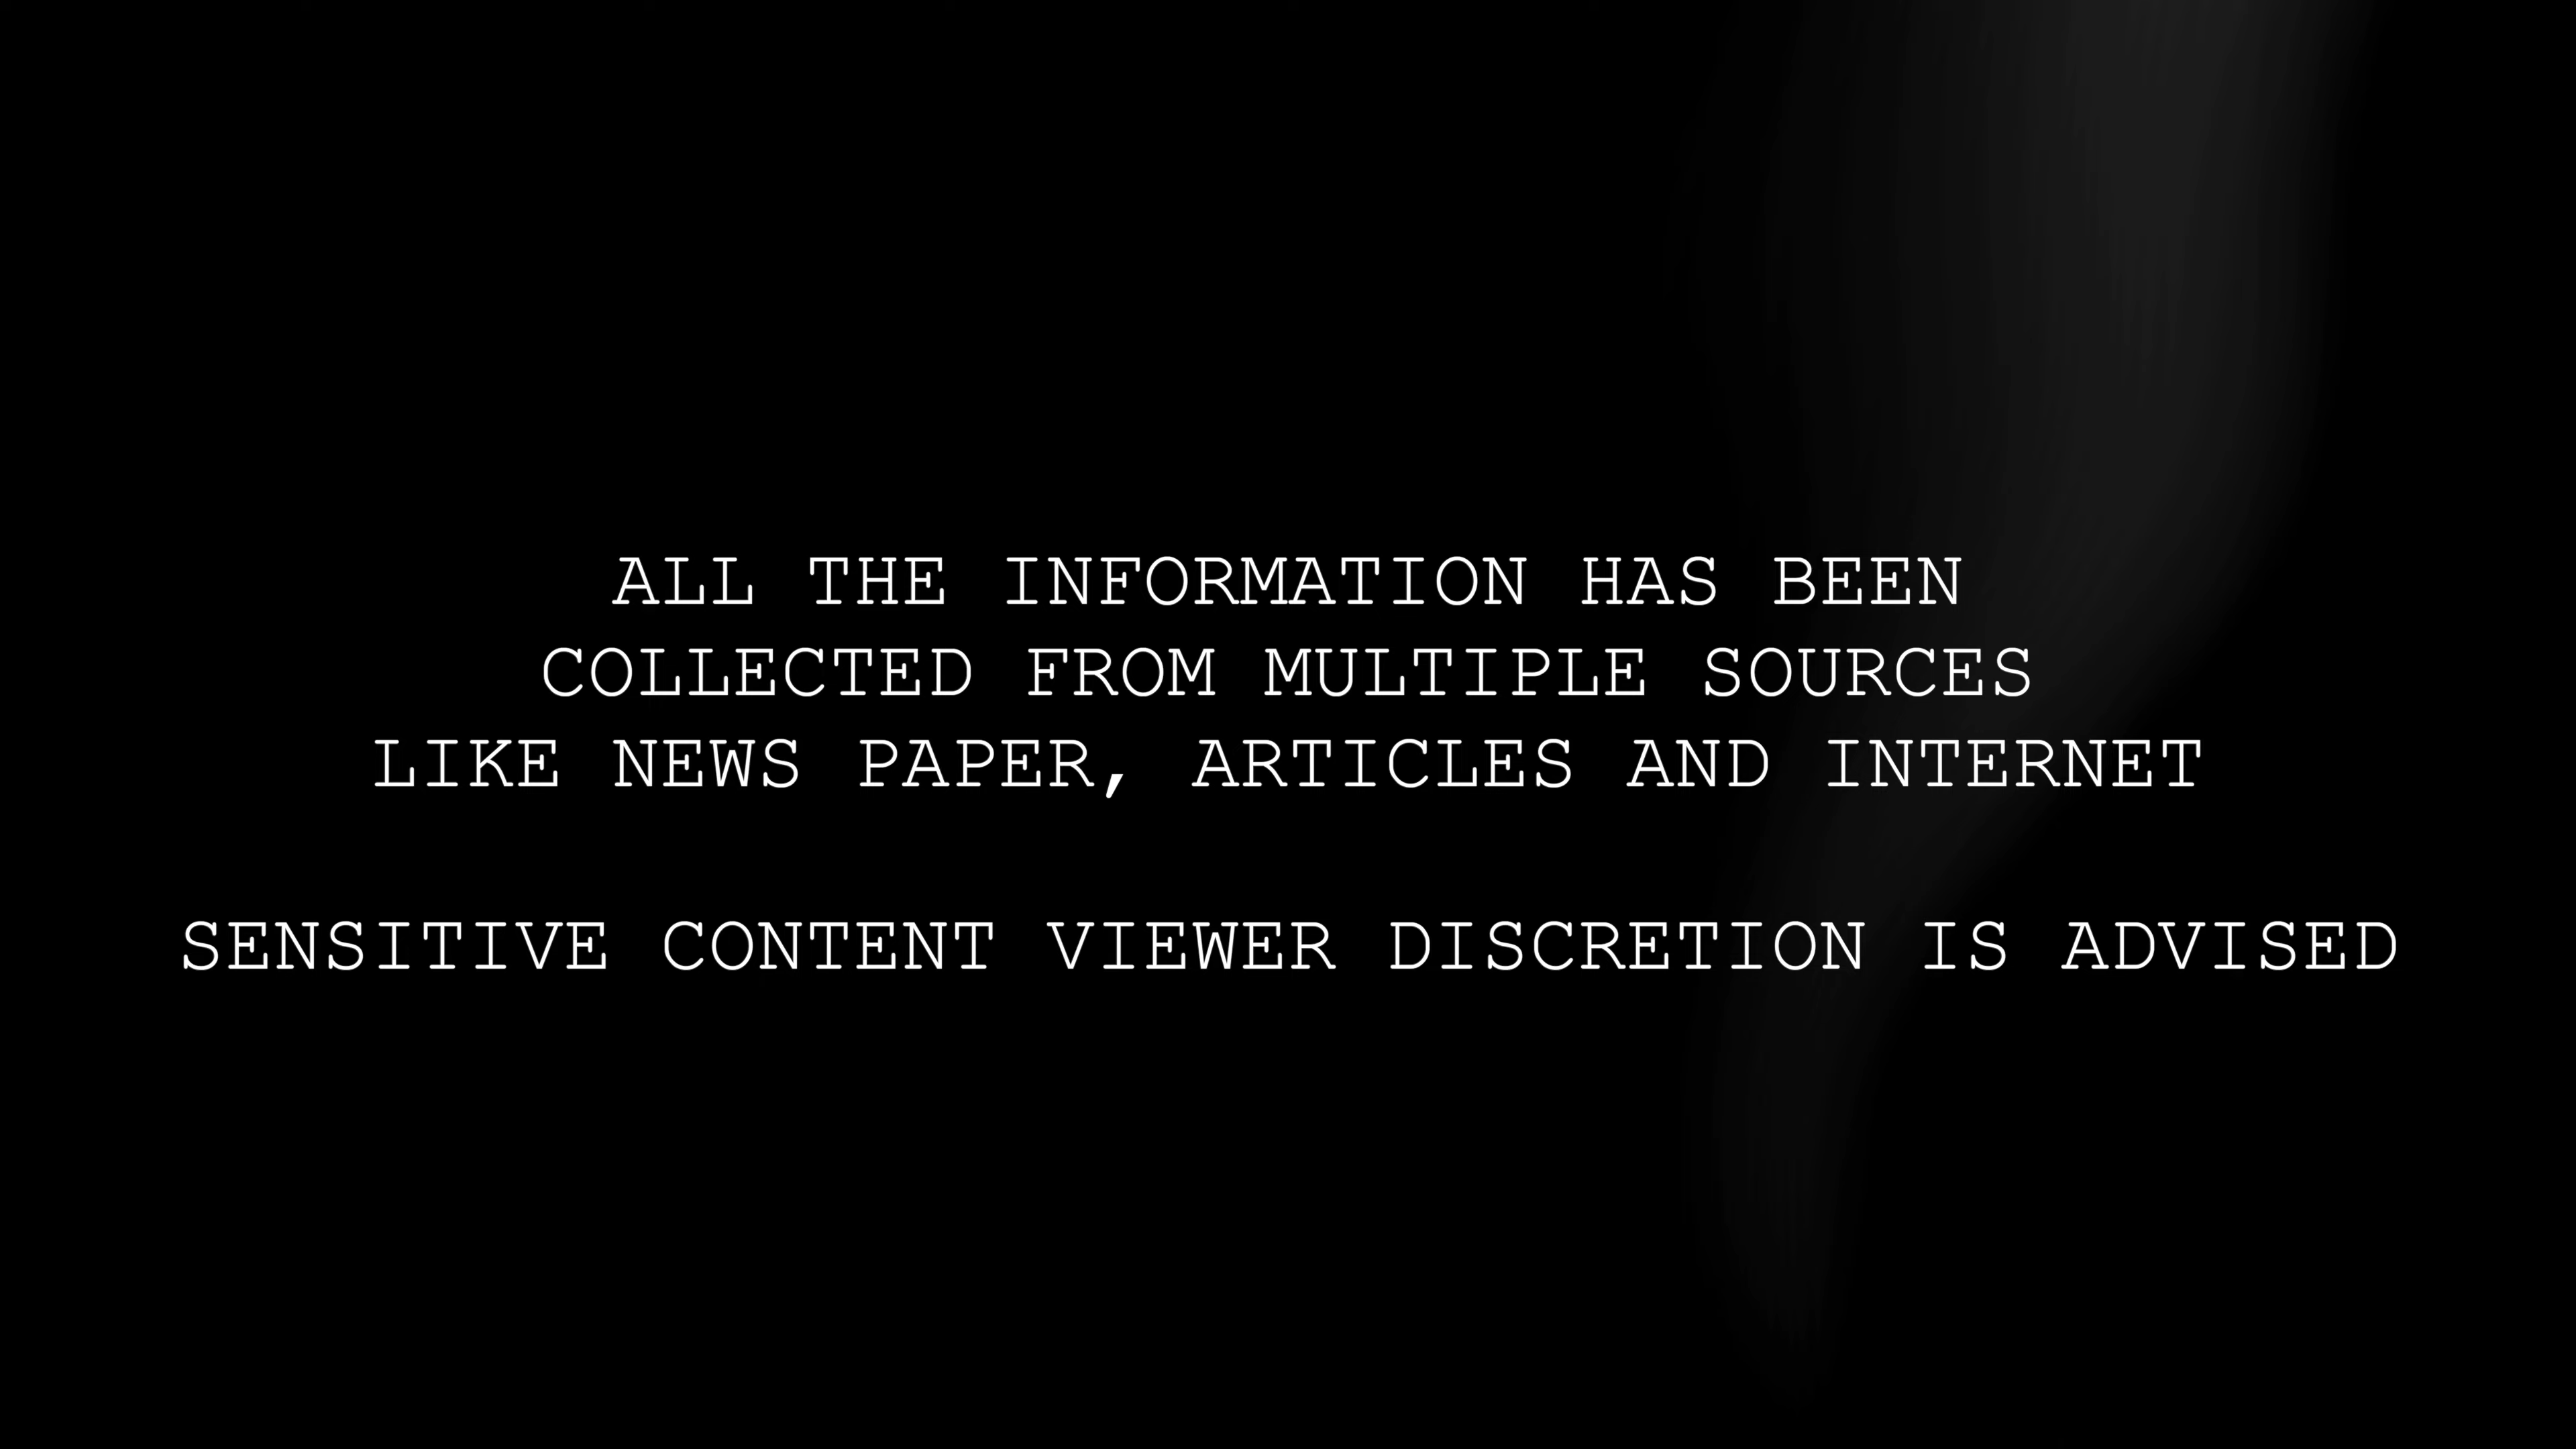 ALL THE INFORMATION HAS BEEN
COLLECTED FROM MULTIPLE SOURCES
LIKE NEWS PAPER, ARTICLES AND INTERNET
SENSITIVE CONTENT VIEWER DISCRETION IS ADVISED